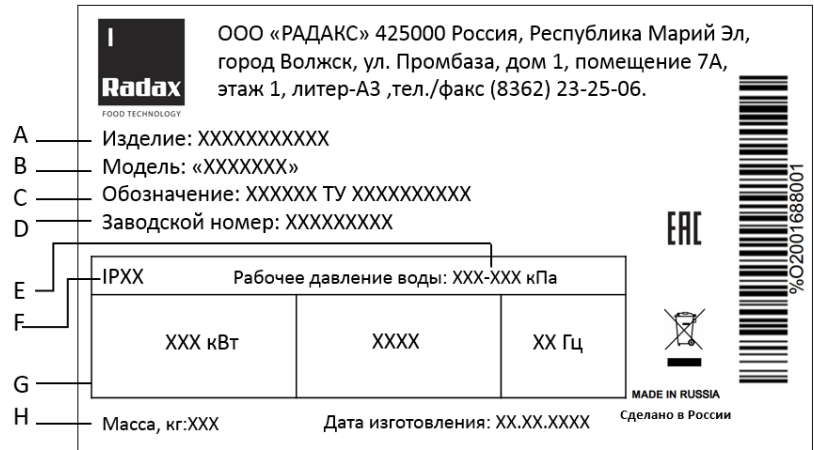 I
Radax
FOOD TECHNOLOGY
ООО «РАДАКС» 425000 Россия, Республика Марий Эл,
город Волжск, ул. Промбаза, дом 1, помещение 7А,
этаж 1, литер-А3 ,тел./факс (8362) 23-25-06.
A Изделие: XXXXXXXXXXX
B Модель: «XXXXXXX»
C Обозначение: XXXXXX ТУ XXXXXXXXXX
D Заводской номер: XXXXXXXXX
EAC
%O2001688001
E
F
IPXX Рабочее давление воды: XXX-XXX кПа
XXX кВт XXXX XX Гц
G
MADE IN RUSSIA
Сделано в России
H Масса, кг:XXX Дата изготовления: XX.XX.XXXX